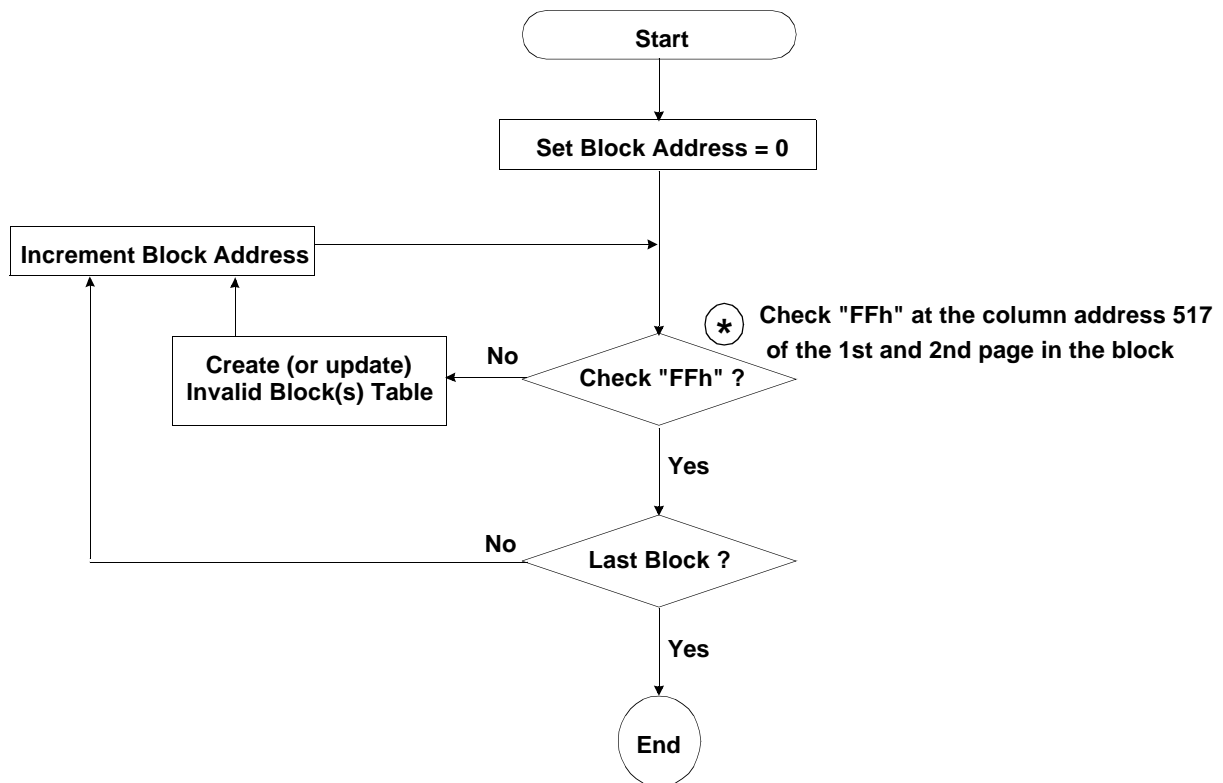 Start
Set Block Address = 0
Increment Block Address
*
Check "FFh" at the column address 517
of the 1st and 2nd page in the block
No
Create (or update)
Invalid Block(s) Table
Check "FFh" ?
Yes
No
Last Block ?
Yes
End